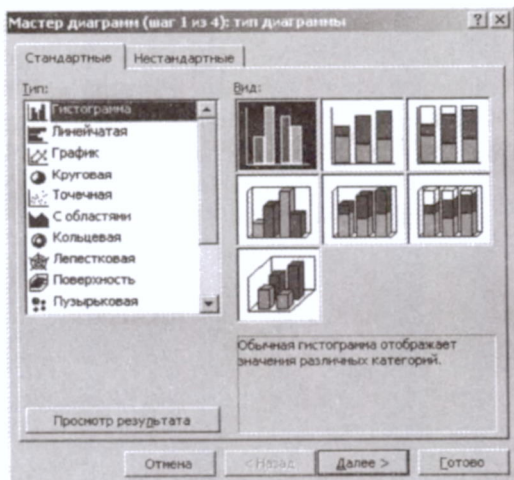 Мастер диаграмм (шаг 1 из 4): тип диаграммы
Стандартные Нестандартные
Тип:
Гистограмма
Линейчатая
График
Круговая
Точечная
С областями
Кольцевая
Лепестковая
Поверхность
Пузырьковая
Вид:
Обычная гистограмма отображает
значения различных категорий.
Просмотр результата
Отмена < Назад Далее > Готово